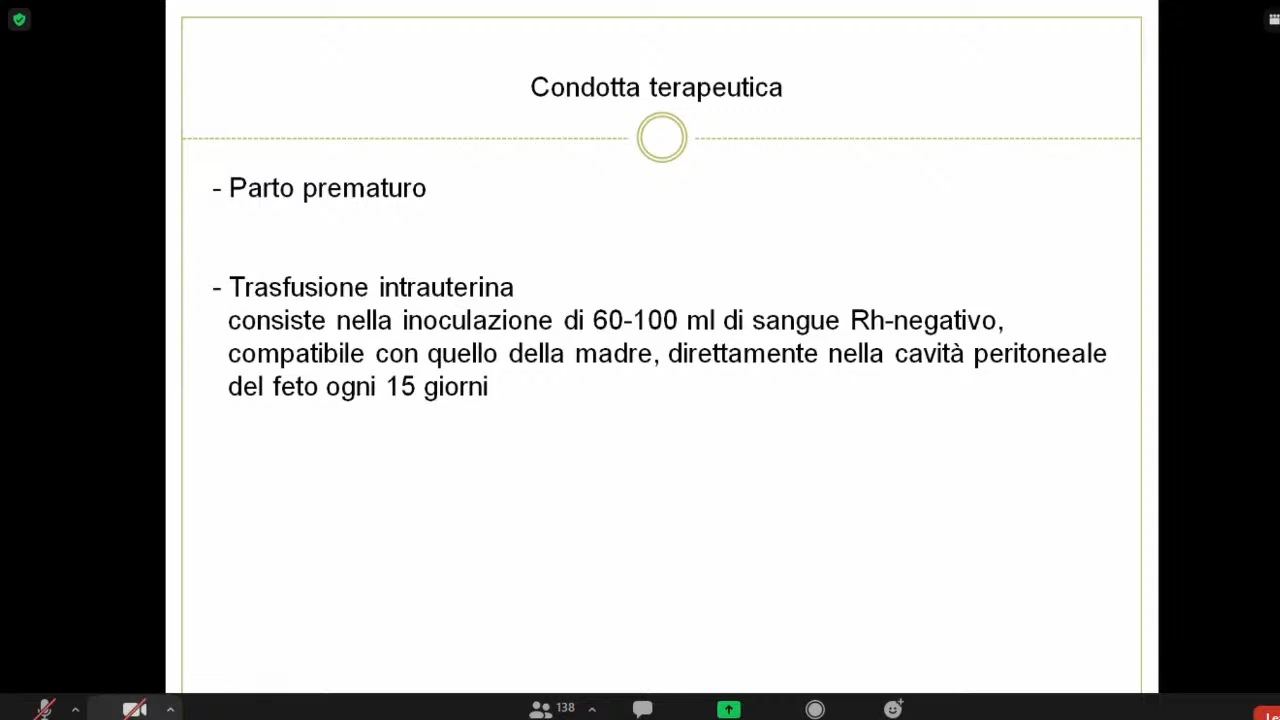 Condotta terapeutica
- Parto prematuro
- Trasfusione intrauterina
consiste nella inoculazione di 60-100 ml di sangue Rh-negativo,
compatibile con quello della madre, direttamente nella cavità peritoneale
del feto ogni 15 giorni
138